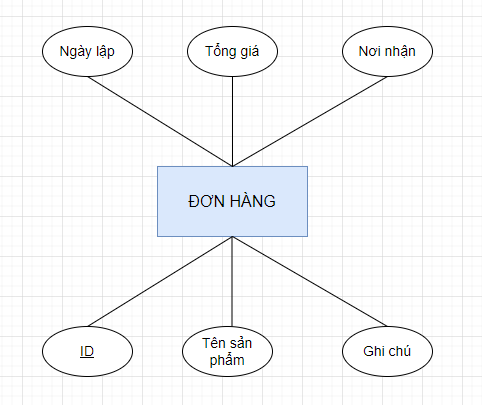 Ngày lập
Tổng giá
Nơi nhận
ĐƠN HÀNG
ID
Tên sản
phẩm
Ghi chú